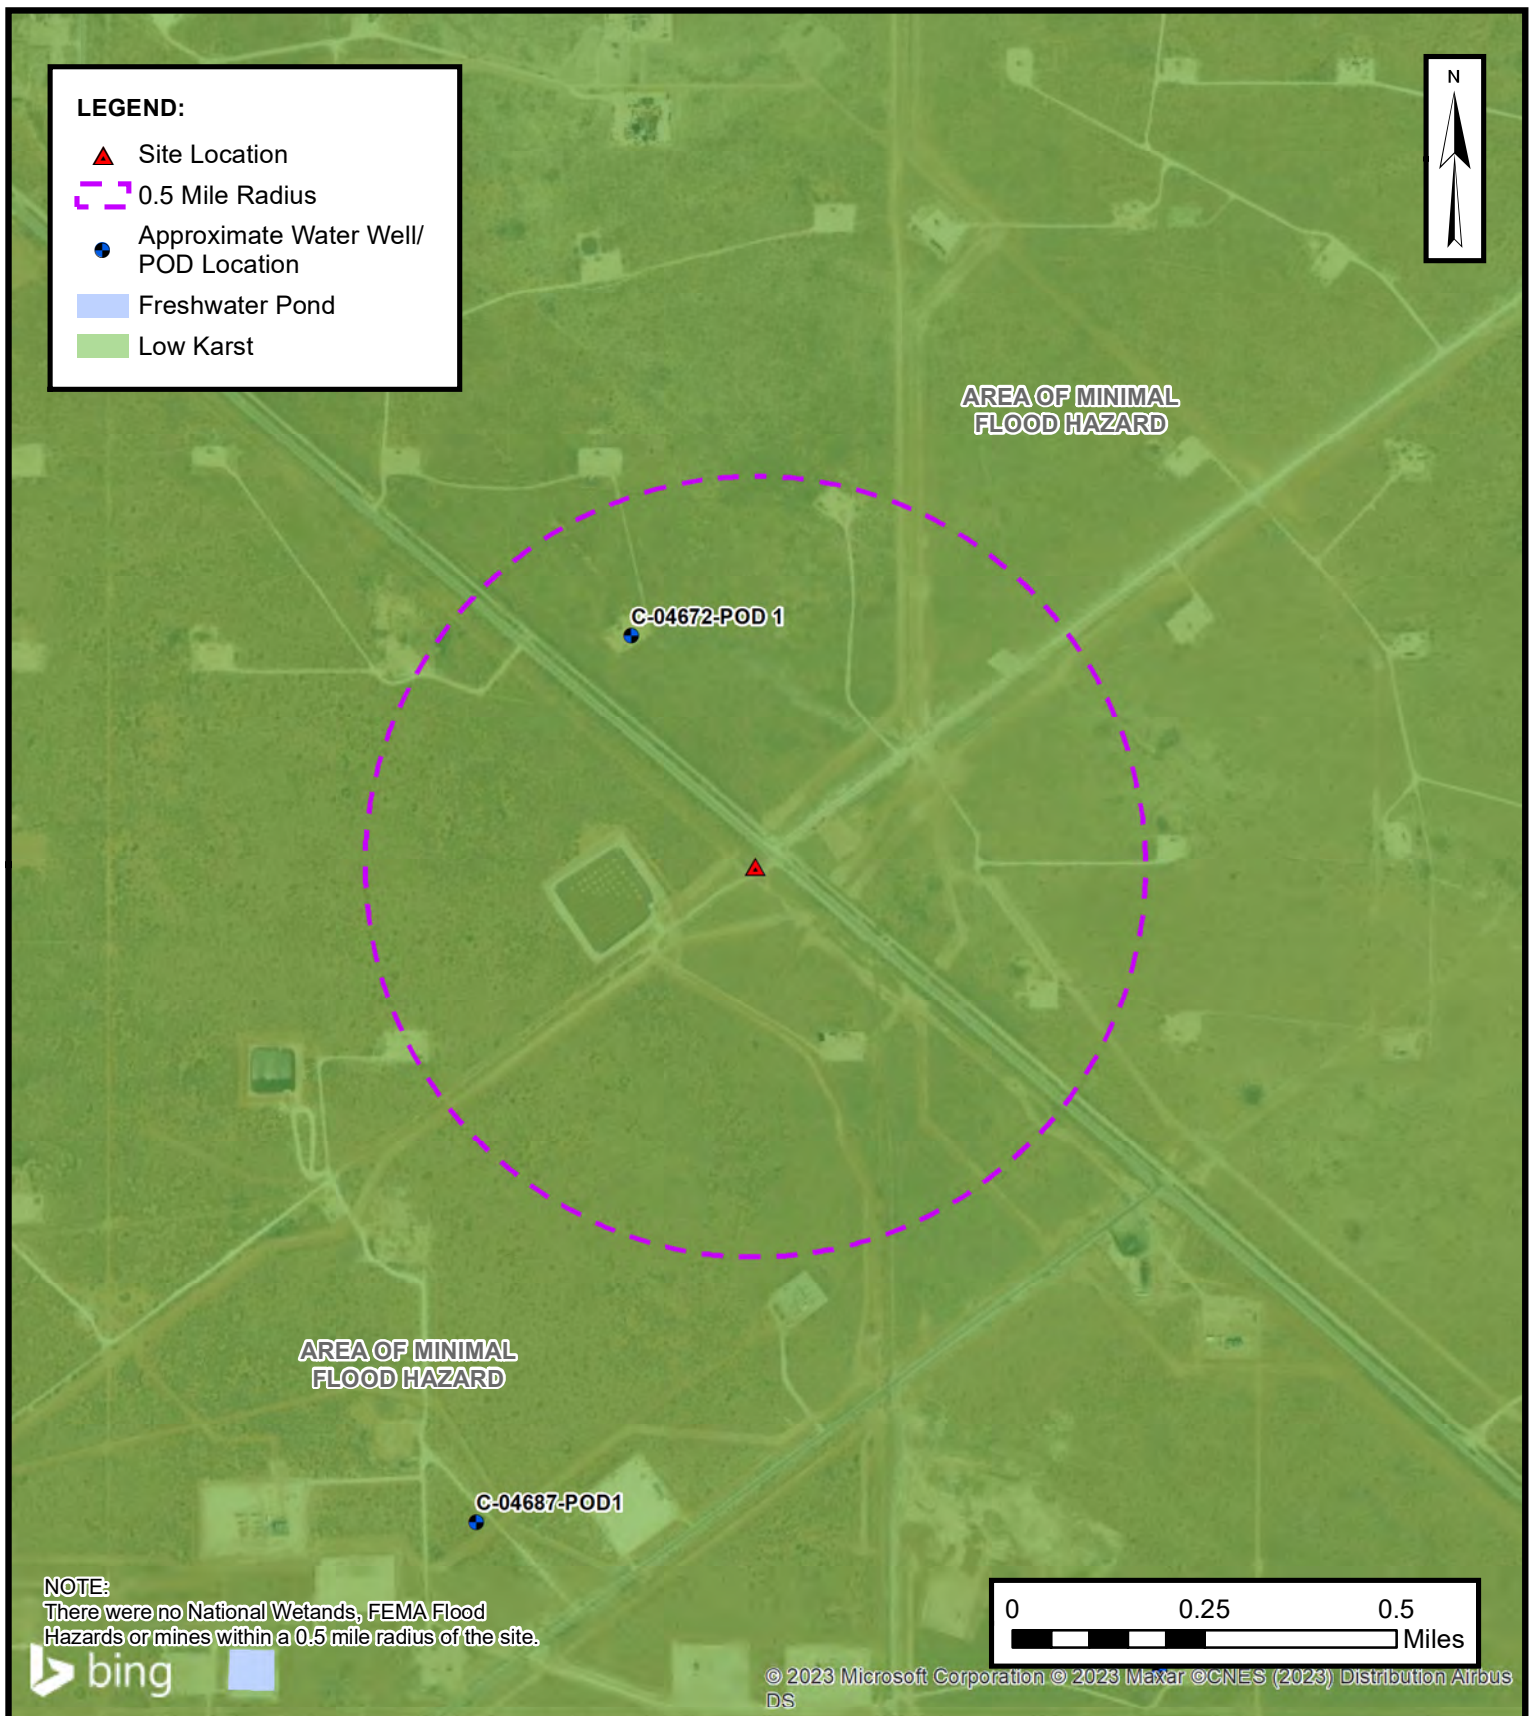 LEGEND:
Site Location
0.5 Mile Radius
Approximate Water Well/
POD Location
Freshwater Pond
Low Karst
N
AREA OF MINIMAL
FLOOD HAZARD
C-04672-POD 1
AREA OF MINIMAL
FLOOD HAZARD
C-04687-POD1
NOTE:
There were no National Wetands, FEMA Flood
Hazards or mines within a 0.5 mile radius of the site.
bing
0 0.25 0.5
Miles
© 2023 Microsoft Corporation © 2023 Maxar ©CNES (2023) Distribution Airbus
DS